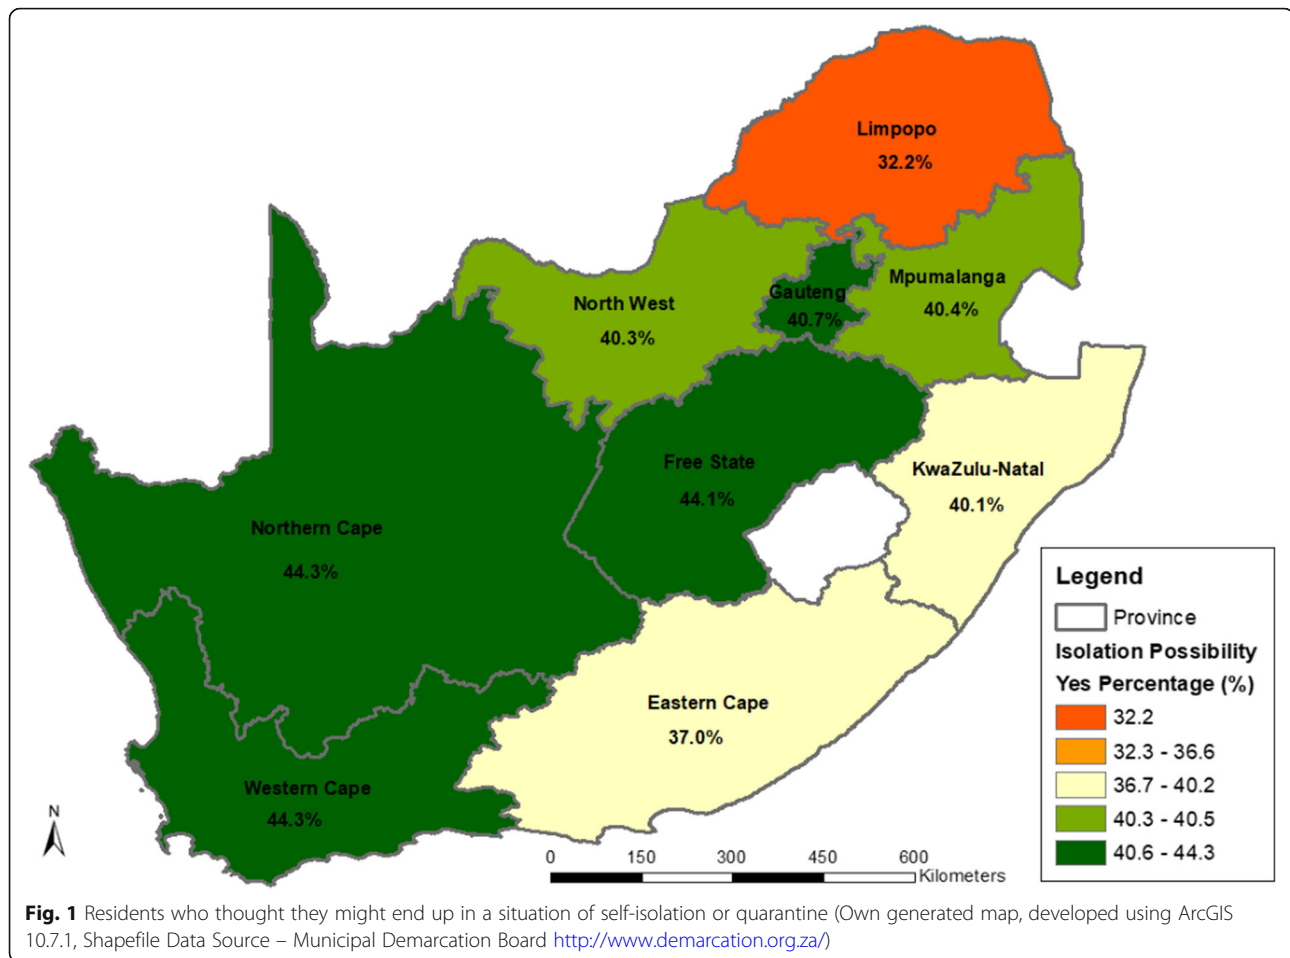 Limpopo
32.2%
Mpumalanga
40.4%
Gauteng
40.7%
North West
40.3%
Free State
44.1%
KwaZulu-Natal
40.1%
Northern Cape
44.3%
Eastern Cape
37.0%
Western Cape
44.3%
N
0 150 300 450 600
Kilometers
Legend
Province
Isolation Possibility
Yes Percentage (%)
32.2
32.3 - 36.6
36.7 - 40.2
40.3 - 40.5
40.6 - 44.3
Fig. 1 Residents who thought they might end up in a situation of self-isolation or quarantine (Own generated map, developed using ArcGIS
10.7.1, Shapefile Data Source – Municipal Demarcation Board http://www.demarcation.org.za/)